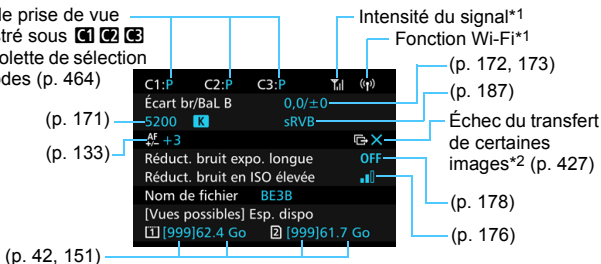 le prise de vue
tré sous C1 C2 C3
olette de sélection
odes (p. 464)
Intensité du signal*1
Fonction Wi-Fi*1
(p. 172, 173)
(p. 187)
Échec du transfert
de certaines
images*2 (p. 427)
(p. 178)
(p. 176)
(p. 171)
(p. 133)
(p. 42, 151)
C1:P C2:P C3:P
Écart br/BaL B 0,0/±0
5200 K sRVB
AF +/- +3
Réduct. bruit expo. longue OFF
Réduct. bruit en ISO élevée
Nom de fichier BE3B
[Vues possibles] Esp. dispo
1 [999]62.4 Go 2 [999]61.7 Go